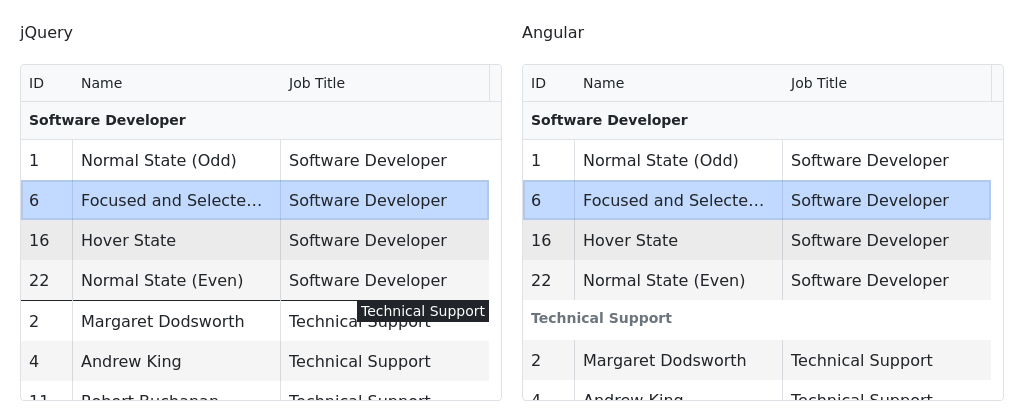 jQuery
ID Name Job Title
Software Developer
1 Normal State (Odd) Software Developer
6 Focused and Selecte… Software Developer
16 Hover State Software Developer
22 Normal State (Even) Software Developer
Technical Support
2 Margaret Dodsworth Technical Support
4 Andrew King Technical Support
11 Robert Buchanan Technical Support
Angular
ID Name Job Title
Software Developer
1 Normal State (Odd) Software Developer
6 Focused and Selecte… Software Developer
16 Hover State Software Developer
22 Normal State (Even) Software Developer
Technical Support
2 Margaret Dodsworth Technical Support
4 Andrew King Technical Support